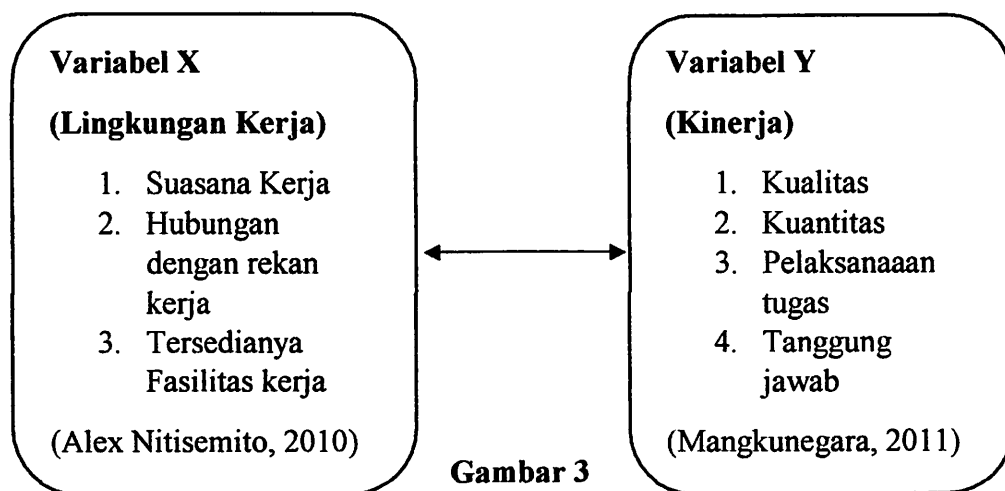 Variabel X
(Lingkungan Kerja)
1. Suasana Kerja
2. Hubungan
dengan rekan
kerja
3. Tersedianya
Fasilitas kerja
(Alex Nitisemito, 2010)
Variabel Y
(Kinerja)
1. Kualitas
2. Kuantitas
3. Pelaksanaaan
tugas
4. Tanggung
jawab
(Mangkunegara, 2011)
Gambar 3